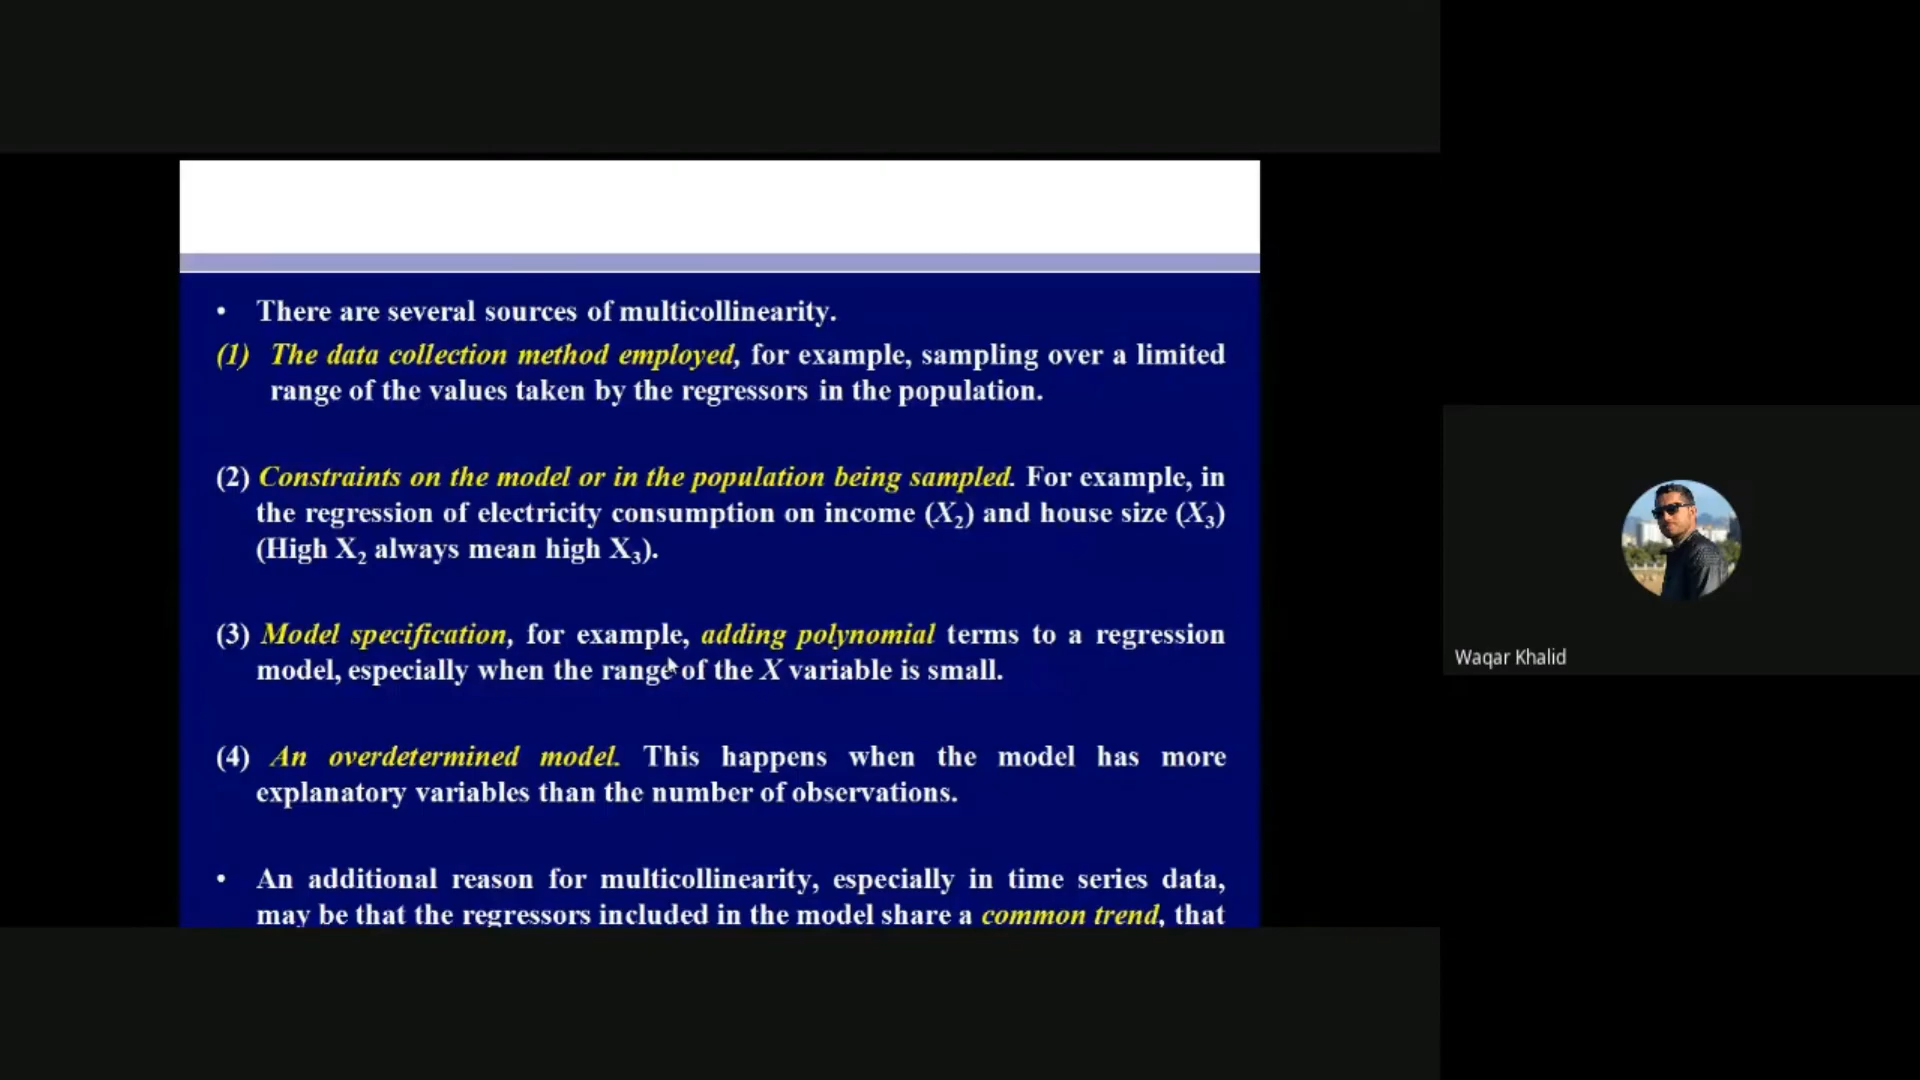 • There are several sources of multicollinearity.
(1) The data collection method employed, for example, sampling over a limited
range of the values taken by the regressors in the population.
(2) Constraints on the model or in the population being sampled. For example, in
the regression of electricity consumption on income (X₂) and house size (X₃)
(High X₂ always mean high X₃).
(3) Model specification, for example, adding polynomial terms to a regression
model, especially when the range of the X variable is small.
(4) An overdetermined model. This happens when the model has more
explanatory variables than the number of observations.
• An additional reason for multicollinearity, especially in time series data,
may be that the regressors included in the model share a common trend, that
Waqar Khalid